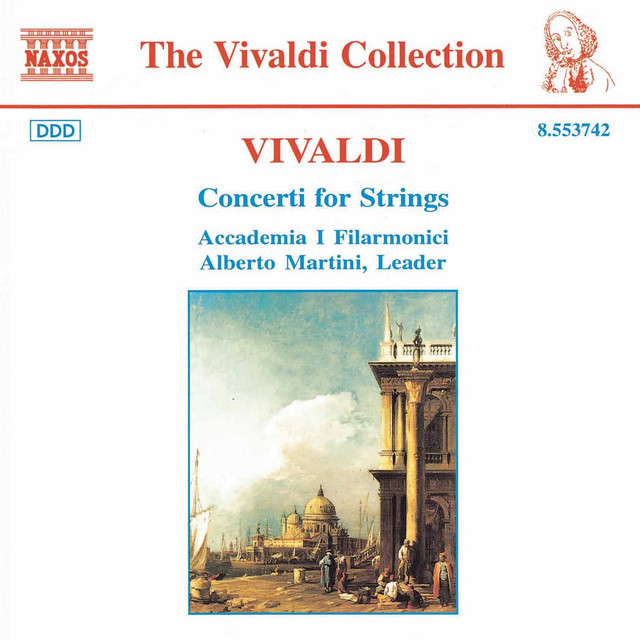 NAXOS
The Vivaldi Collection
DDD
8.553742
VIVALDI
Concerti for Strings
Accademia I Filarmonici
Alberto Martini, Leader